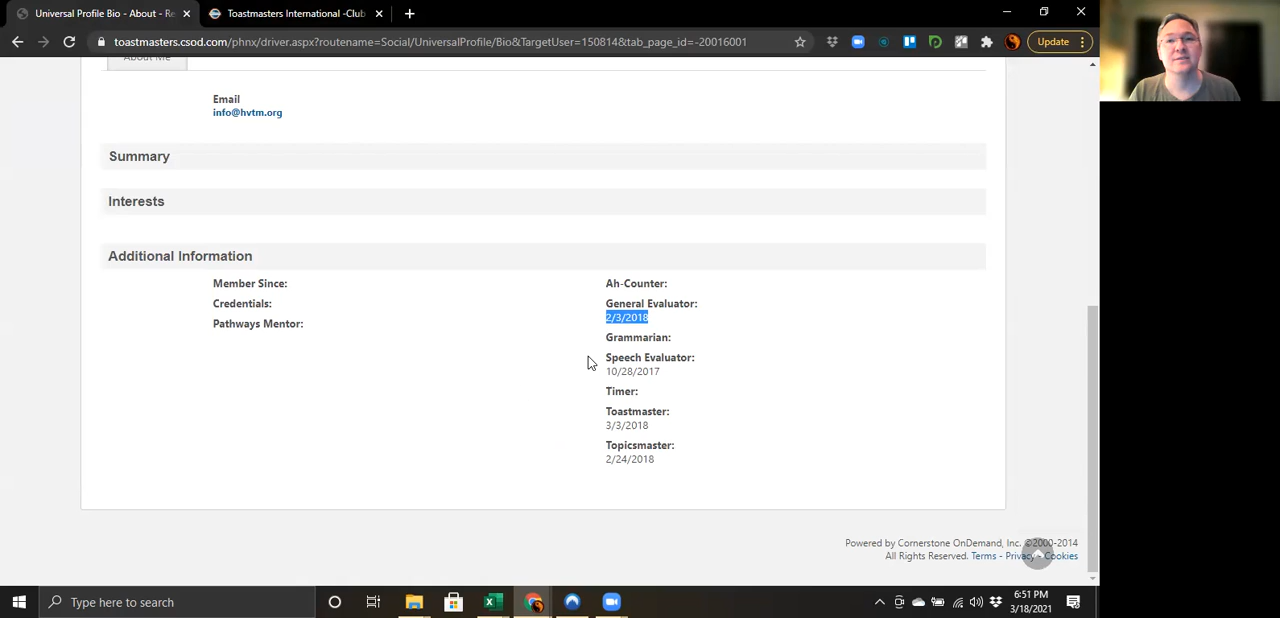 Universal Profile Bio - About - Re
Toastmasters International -Club
toastmasters.csod.com/phnx/driver.aspx?routename=Social/UniversalProfile/Bio&TargetUser=150814&tab_page_id=-20016001
Update
About Me
Email
info@hvtm.org
Summary
Interests
Additional Information
Member Since:
Credentials:
Pathways Mentor:
Ah-Counter:
General Evaluator:
2/3/2018
Grammarian:
Speech Evaluator:
10/28/2017
Timer:
Toastmaster:
3/3/2018
Topicsmaster:
2/24/2018
Powered by Cornerstone OnDemand, Inc. ©2000-2014
All Rights Reserved. Terms - Privacy - Cookies
Type here to search
6:51 PM
3/18/2021